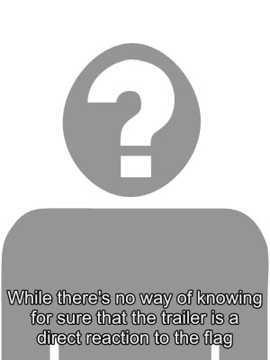 ?
While there's no way of knowing
for sure that the trailer is a
direct reaction to the flag